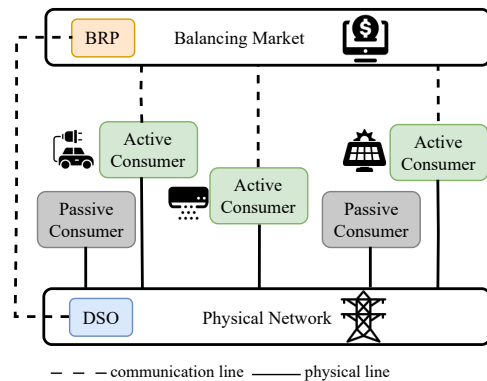 BRP
Balancing Market
$
Active
Consumer
Active
Consumer
Active
Consumer
Passive
Consumer
Passive
Consumer
DSO
Physical Network
communication line
physical line